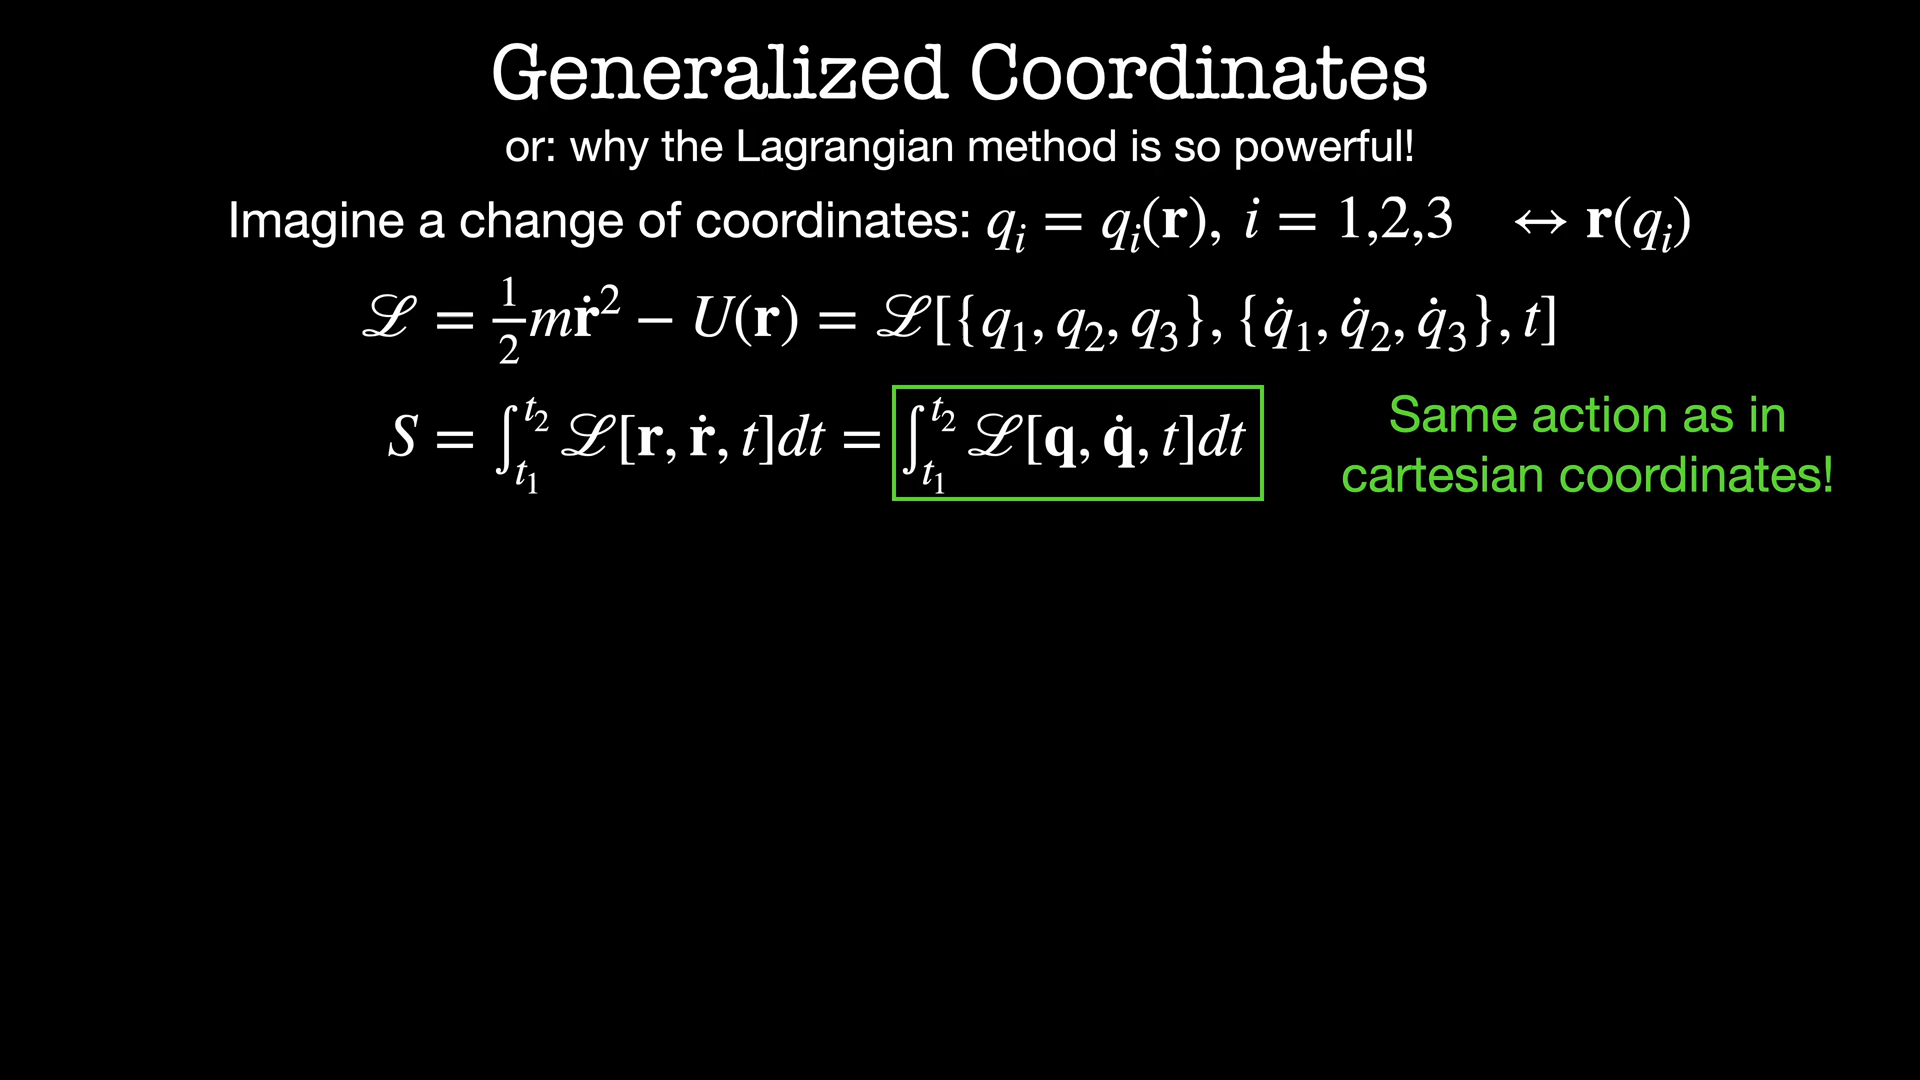 Generalized Coordinates
or: why the Lagrangian method is so powerful!
Imagine a change of coordinates: qᵢ = qᵢ(𝐫), i = 1,2,3 ↔ 𝐫(qᵢ)
ℒ = ½m𝐫̇² − U(𝐫) = ℒ[{q₁, q₂, q₃}, {q̇₁, q̇₂, q̇₃}, t]
S = ∫_{t₁}^{t₂} ℒ[𝐫, 𝐫̇, t]dt = ∫_{t₁}^{t₂} ℒ[𝐪, 𝐪̇, t]dt
Same action as in
cartesian coordinates!